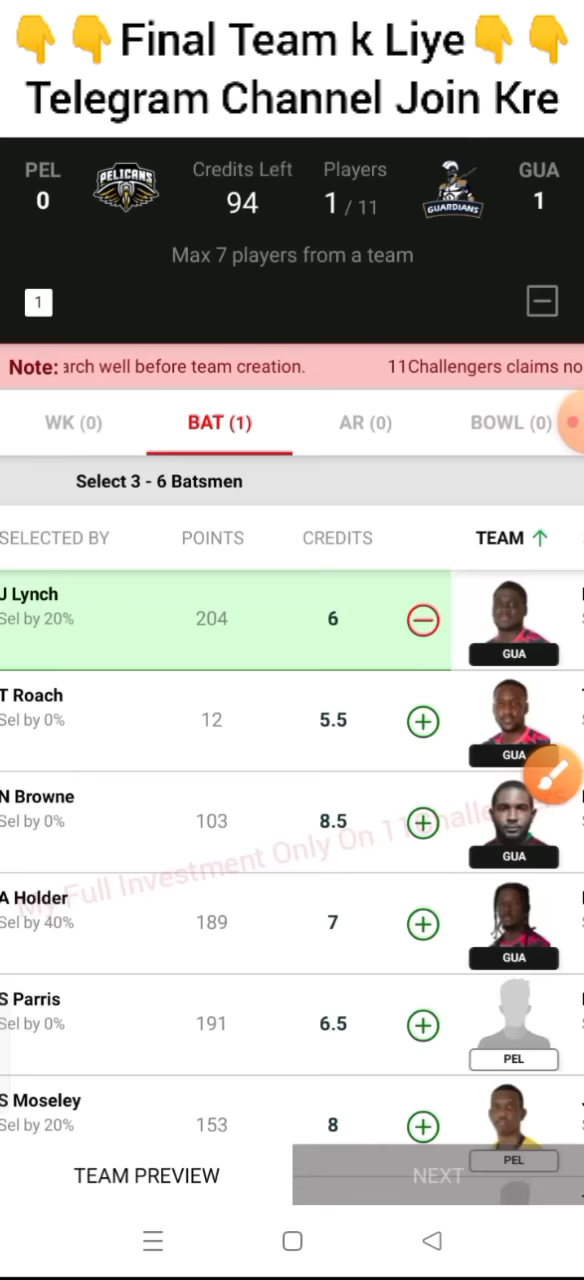 👇👇Final Team k Liye👇👇
Telegram Channel Join Kre
PEL
0
PELICANS
Credits Left
94
Players
1 / 11
GUARDIANS
GUA
1
Max 7 players from a team
1
Note: arch well before team creation. 11Challengers claims no
WK (0) BAT (1) AR (0) BOWL (0)
Select 3 - 6 Batsmen
SELECTED BY POINTS CREDITS TEAM ↑
J Lynch
Sel by 20% 204 6
GUA
T Roach
Sel by 0% 12 5.5
GUA
N Browne
Sel by 0% 103 8.5
GUA
My Full Investment Only On 11Challengers
A Holder
Sel by 40% 189 7
GUA
S Parris
Sel by 0% 191 6.5
PEL
S Moseley
Sel by 20% 153 8
PEL
TEAM PREVIEW NEXT